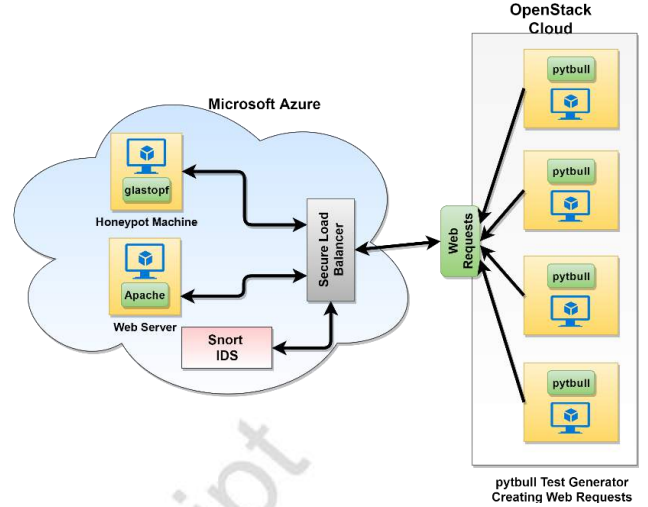 OpenStack
Cloud
Microsoft Azure
pytbull
glastopf
Honeypot Machine
Secure Load
Balancer
Web
Requests
pytbull
Apache
Web Server
pytbull
Snort
IDS
pytbull
pytbull Test Generator
Creating Web Requests